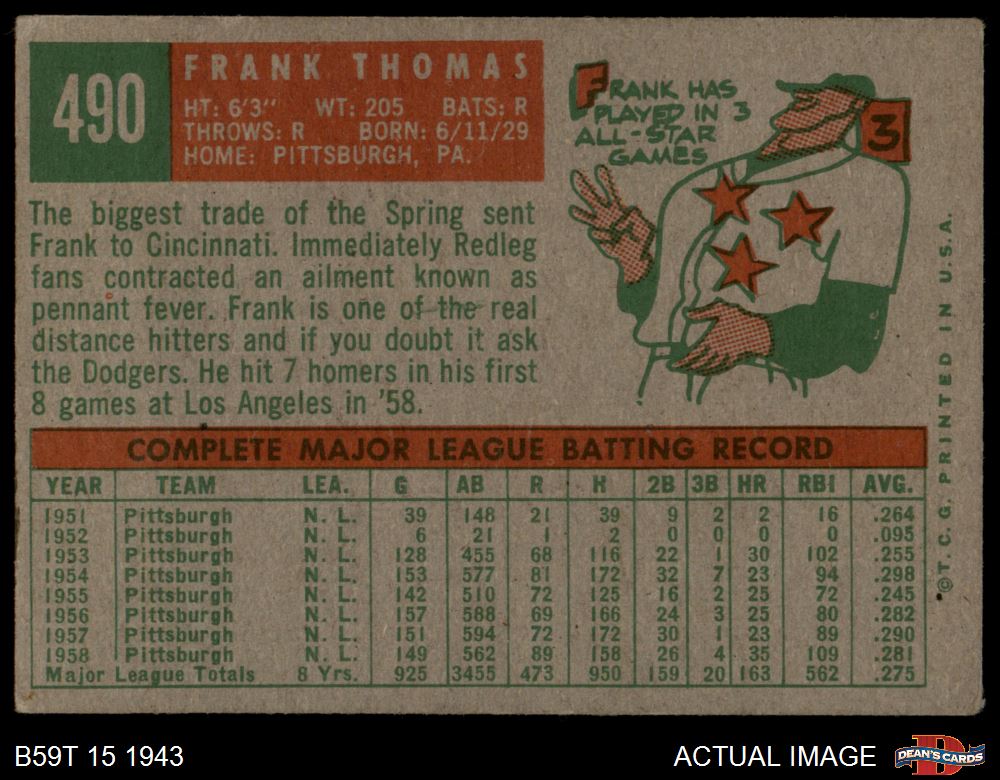 490
FRANK THOMAS
HT: 6'3" WT: 205 BATS: R
THROWS: R BORN: 6/11/29
HOME: PITTSBURGH, PA.
FRANK HAS
PLAYED IN 3
ALL-STAR
GAMES
3
The biggest trade of the Spring sent
Frank to Cincinnati. Immediately Redleg
fans contracted an ailment known as
pennant fever. Frank is one of the real
distance hitters and if you doubt it ask
the Dodgers. He hit 7 homers in his first
8 games at Los Angeles in '58.
COMPLETE MAJOR LEAGUE BATTING RECORD
YEAR TEAM LEA. G AB R H 2B 3B HR RBI AVG.
1951 Pittsburgh N. L. 39 148 21 39 9 2 2 16 .264
1952 Pittsburgh N. L. 6 21 1 2 0 0 0 0 .095
1953 Pittsburgh N. L. 128 455 68 116 22 1 30 102 .255
1954 Pittsburgh N. L. 153 577 81 172 32 7 23 94 .298
1955 Pittsburgh N. L. 142 510 72 125 16 2 25 72 .245
1956 Pittsburgh N. L. 157 588 69 166 24 3 25 80 .282
1957 Pittsburgh N. L. 151 594 72 172 30 1 23 89 .290
1958 Pittsburgh N. L. 149 562 89 158 26 4 35 109 .281
Major League Totals 8 Yrs. 925 3455 473 950 159 20 163 562 .275
©T. C. G. PRINTED IN U.S.A.
B59T 15 1943
ACTUAL IMAGE
DEAN'S CARDS